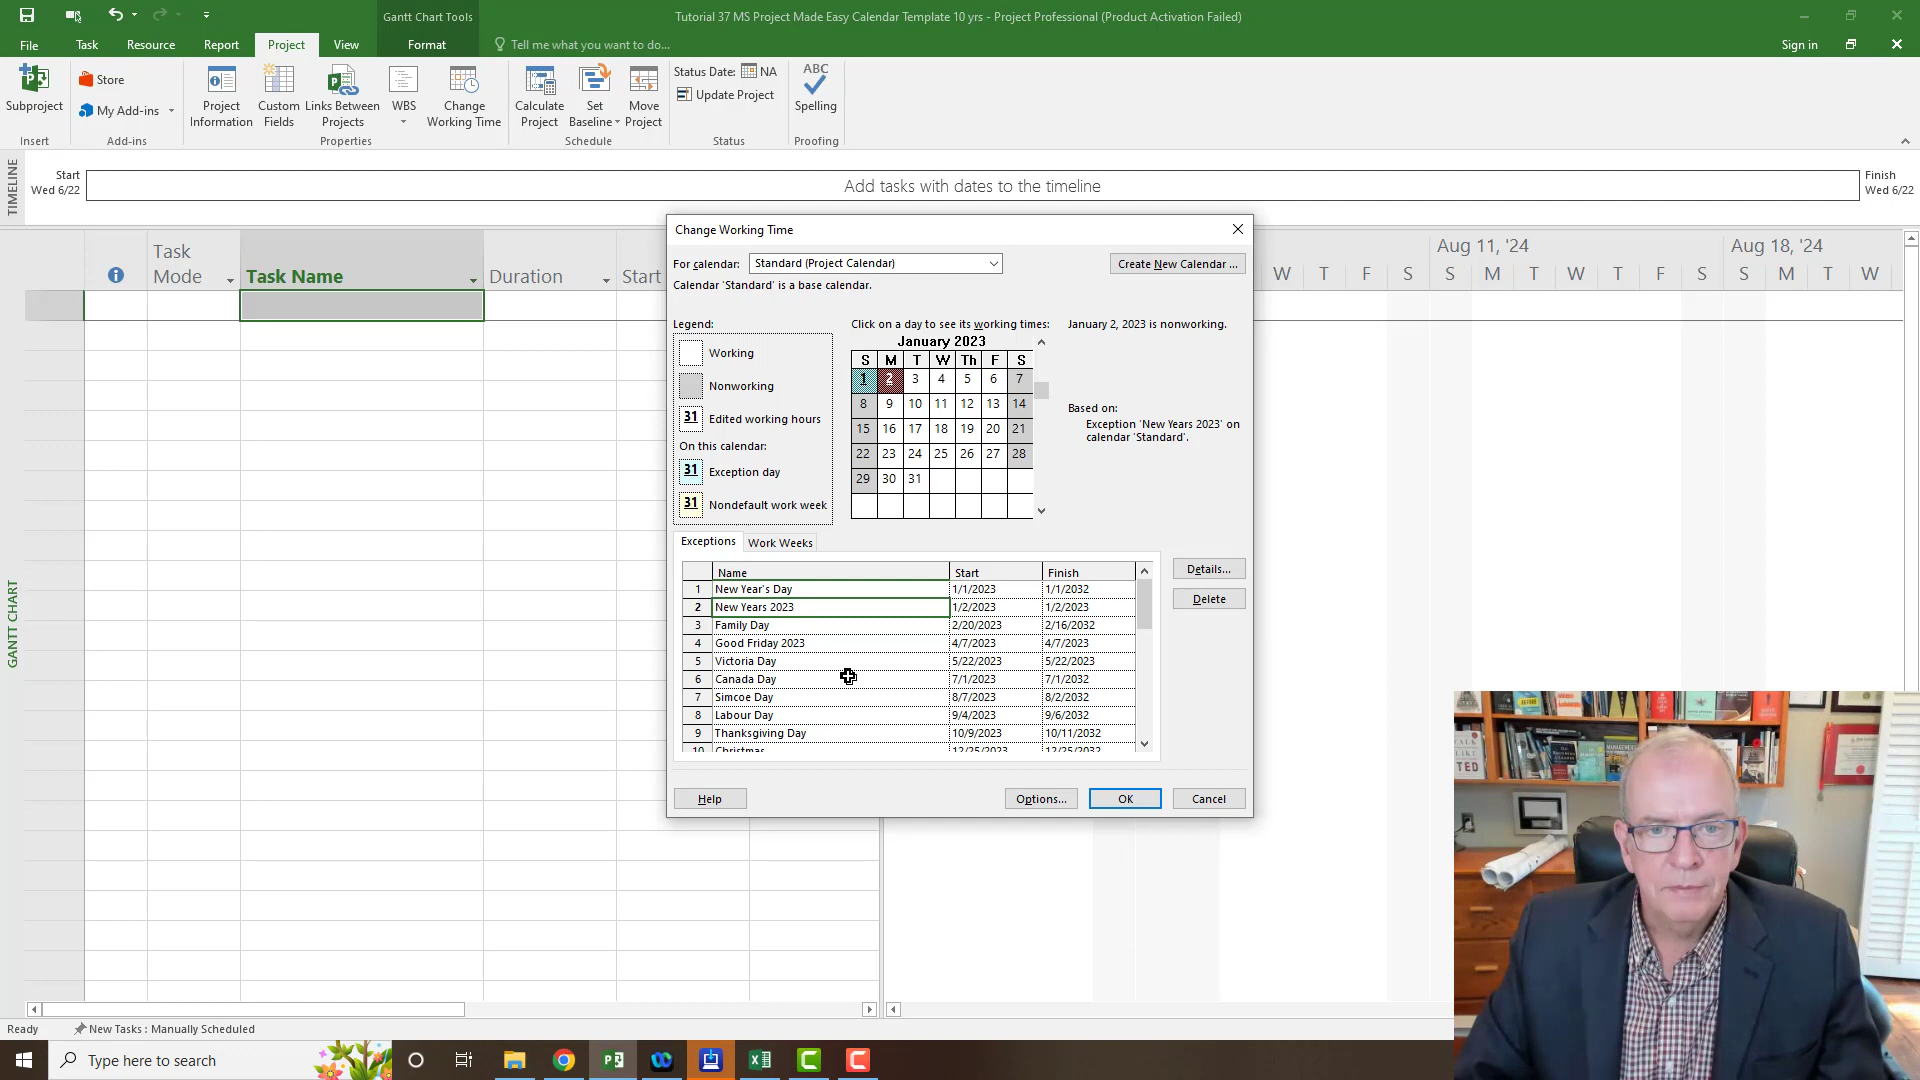 Gantt Chart Tools
Tutorial 37 MS Project Made Easy Calendar Template 10 yrs - Project Professional (Product Activation Failed)
File
Task
Resource
Report
Project
View
Format
Tell me what you want to do...
Sign in
Subproject
Store
My Add-ins
Project
Information
Custom
Fields
Links Between
Projects
WBS
Change
Working Time
Calculate
Project
Set
Baseline
Move
Project
Status Date: NA
Update Project
ABC
Spelling
Insert
Add-ins
Properties
Schedule
Status
Proofing
TIMELINE
Start
Wed 6/22
Add tasks with dates to the timeline
Finish
Wed 6/22
Task
Mode
Task Name
Duration
Start
Aug 11, '24
Aug 18, '24
W T F S S M T W T F S S M T W
GANTT CHART
Change Working Time
For calendar: Standard (Project Calendar)
Create New Calendar ...
Calendar 'Standard' is a base calendar.
Legend:
Working
Nonworking
31 Edited working hours
On this calendar:
31 Exception day
31 Nondefault work week
Click on a day to see its working times:
January 2023
S M T W Th F S
1 2 3 4 5 6 7
8 9 10 11 12 13 14
15 16 17 18 19 20 21
22 23 24 25 26 27 28
29 30 31
January 2, 2023 is nonworking.
Based on:
Exception 'New Years 2023' on
calendar 'Standard'.
Exceptions
Work Weeks
Name Start Finish
1 New Year's Day 1/1/2023 1/1/2032
2 New Years 2023 1/2/2023 1/2/2023
3 Family Day 2/20/2023 2/16/2032
4 Good Friday 2023 4/7/2023 4/7/2023
5 Victoria Day 5/22/2023 5/22/2023
6 Canada Day 7/1/2023 7/1/2032
7 Simcoe Day 8/7/2023 8/2/2032
8 Labour Day 9/4/2023 9/6/2032
9 Thanksgiving Day 10/9/2023 10/11/2032
10 Christmas 12/25/2023 12/25/2032
Details...
Delete
Help
Options...
OK
Cancel
Ready
New Tasks : Manually Scheduled
Type here to search